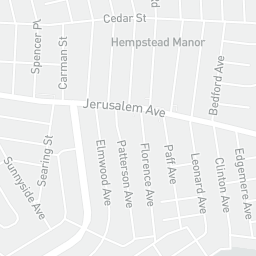 Cedar St
Spencer Pl
Carman St
Hempstead Manor
Bedford Ave
Jerusalem Ave
Searing St
Sunnyside Ave
Elmwood Ave
Patterson Ave
Florence Ave
Paff Ave
Leonard Ave
Clinton Ave
Edgemere Ave